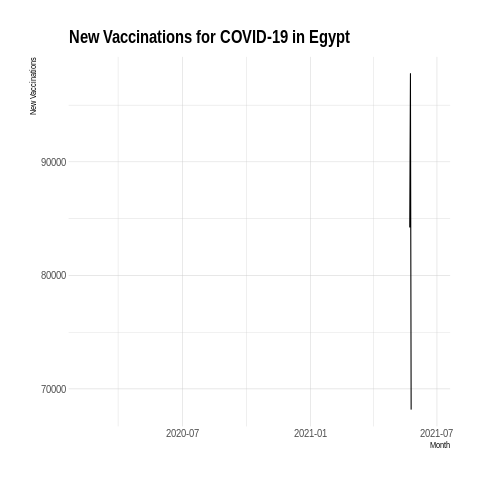 New Vaccinations for COVID-19 in Egypt
New Vaccinations
90000
80000
70000
2020-07
2021-01
2021-07
Month